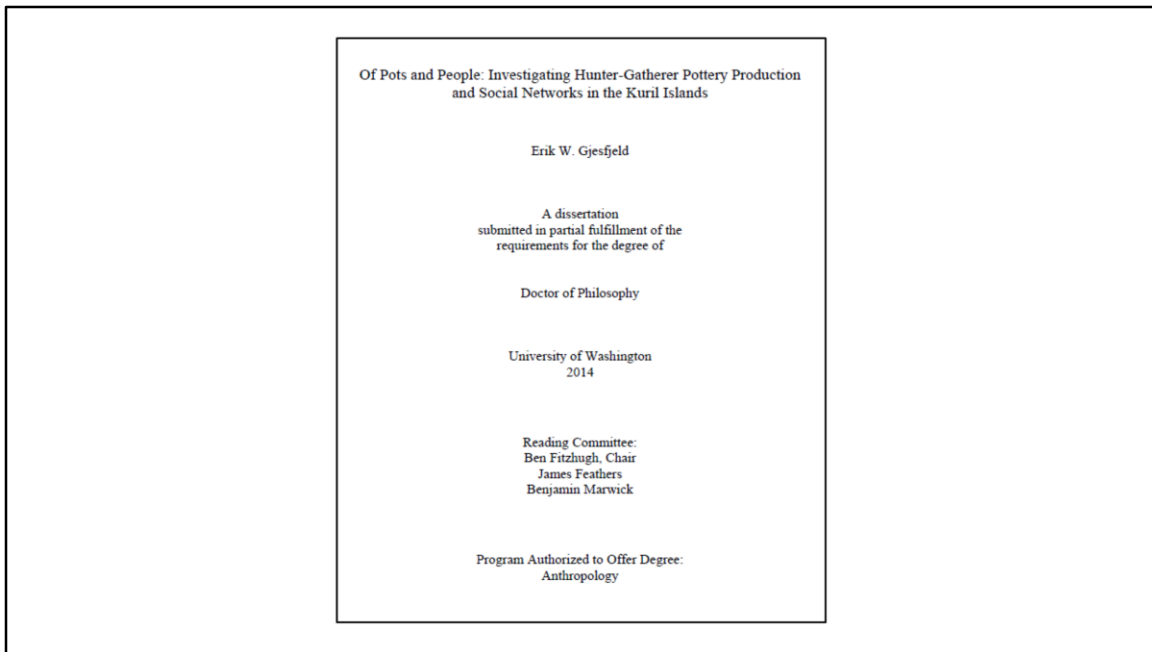 Of Pots and People: Investigating Hunter-Gatherer Pottery Production
and Social Networks in the Kuril Islands
Erik W. Gjesfjeld
A dissertation
submitted in partial fulfillment of the
requirements for the degree of
Doctor of Philosophy
University of Washington
2014
Reading Committee:
Ben Fitzhugh, Chair
James Feathers
Benjamin Marwick
Program Authorized to Offer Degree:
Anthropology